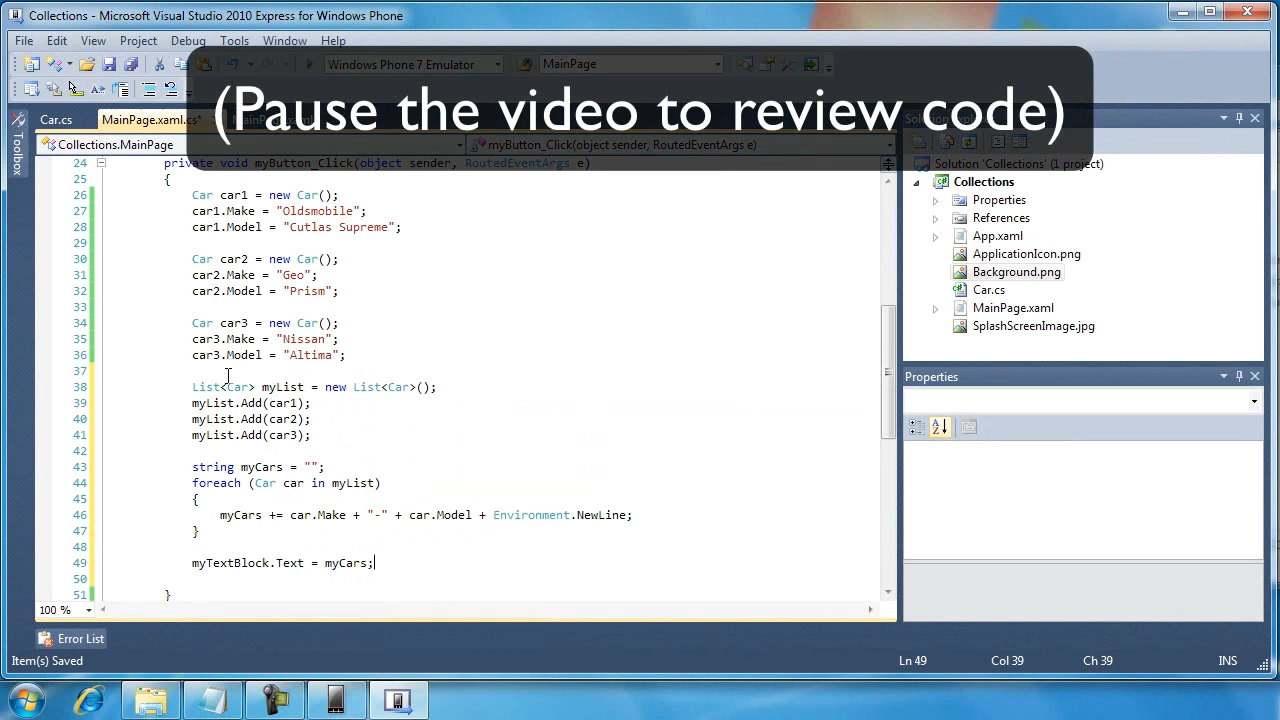 Collections - Microsoft Visual Studio 2010 Express for Windows Phone
File Edit View Project Debug Tools Window Help
Windows Phone 7 Emulator
MainPage
(Pause the video to review code)
Car.cs
MainPage.xaml.cs*
Collections.MainPage
myButton_Click(object sender, RoutedEventArgs e)
24 private void myButton_Click(object sender, RoutedEventArgs e)
25 {
26 Car car1 = new Car();
27 car1.Make = "Oldsmobile";
28 car1.Model = "Cutlas Supreme";
29
30 Car car2 = new Car();
31 car2.Make = "Geo";
32 car2.Model = "Prism";
33
34 Car car3 = new Car();
35 car3.Make = "Nissan";
36 car3.Model = "Altima";
37
38 List<Car> myList = new List<Car>();
39 myList.Add(car1);
40 myList.Add(car2);
41 myList.Add(car3);
42
43 string myCars = "";
44 foreach (Car car in myList)
45 {
46 myCars += car.Make + "-" + car.Model + Environment.NewLine;
47 }
48
49 myTextBlock.Text = myCars;
50
51 }
100 %
Toolbox
Solution 'Collections' (1 project)
Collections
Properties
References
App.xaml
ApplicationIcon.png
Background.png
Car.cs
MainPage.xaml
SplashScreenImage.jpg
Properties
Error List
Item(s) Saved
Ln 49 Col 39 Ch 39 INS